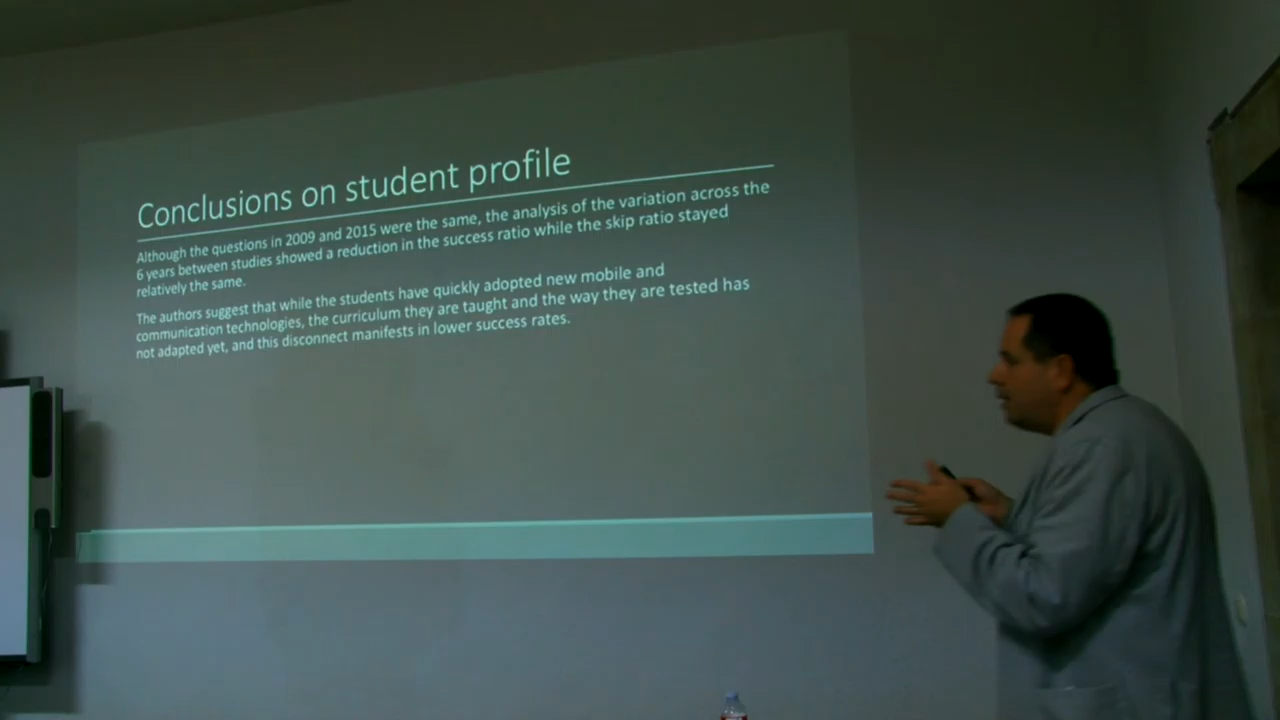 Conclusions on student profile
Although the questions in 2009 and 2015 were the same, the analysis of the variation across the
6 years between studies showed a reduction in the success ratio while the skip ratio stayed
relatively the same.
The authors suggest that while the students have quickly adopted new mobile and
communication technologies, the curriculum they are taught and the way they are tested has
not adapted yet, and this disconnect manifests in lower success rates.